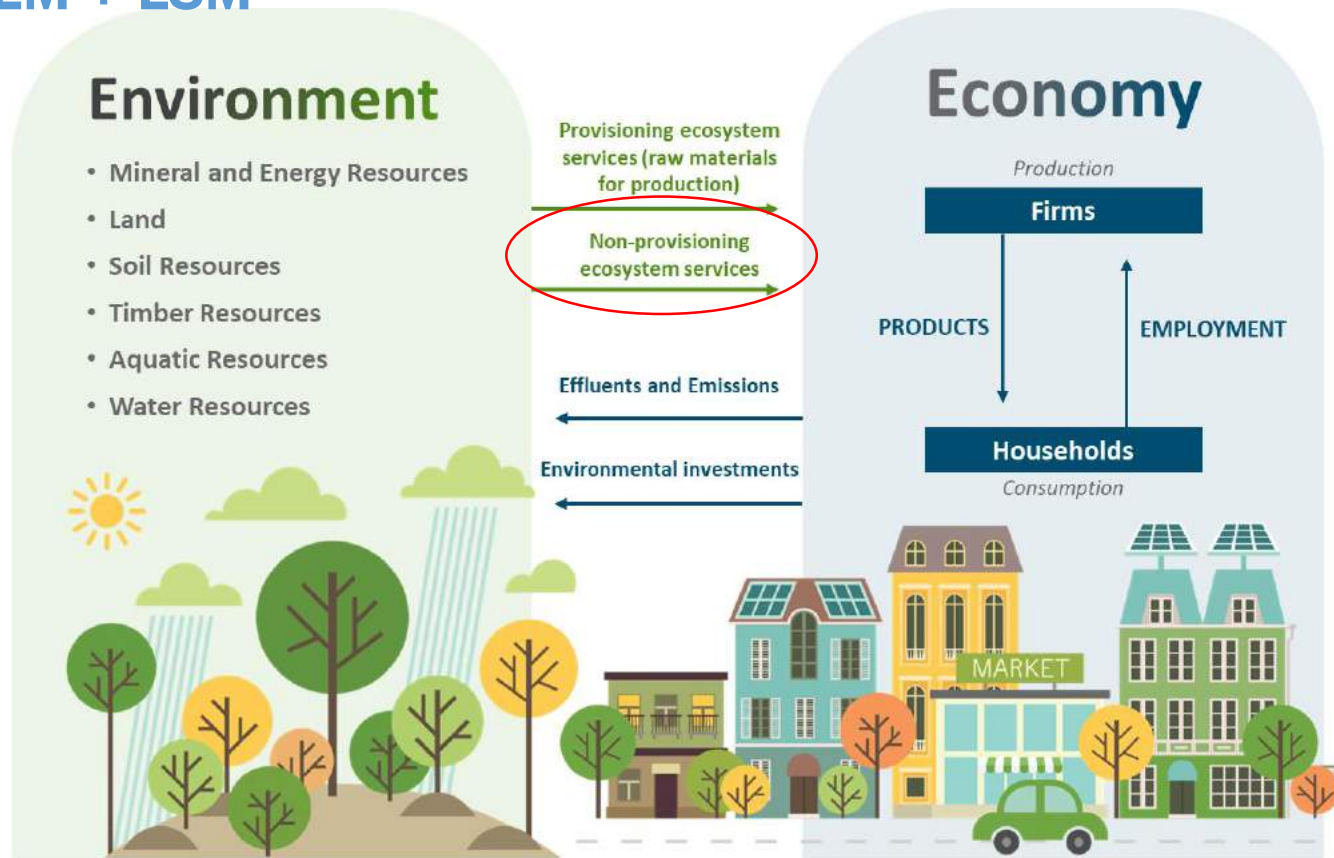 Environment
• Mineral and Energy Resources
• Land
• Soil Resources
• Timber Resources
• Aquatic Resources
• Water Resources
Provisioning ecosystem
services (raw materials
for production)
Non-provisioning
ecosystem services
Effluents and Emissions
Environmental investments
Economy
Production
Firms
PRODUCTS
EMPLOYMENT
Households
Consumption
MARKET